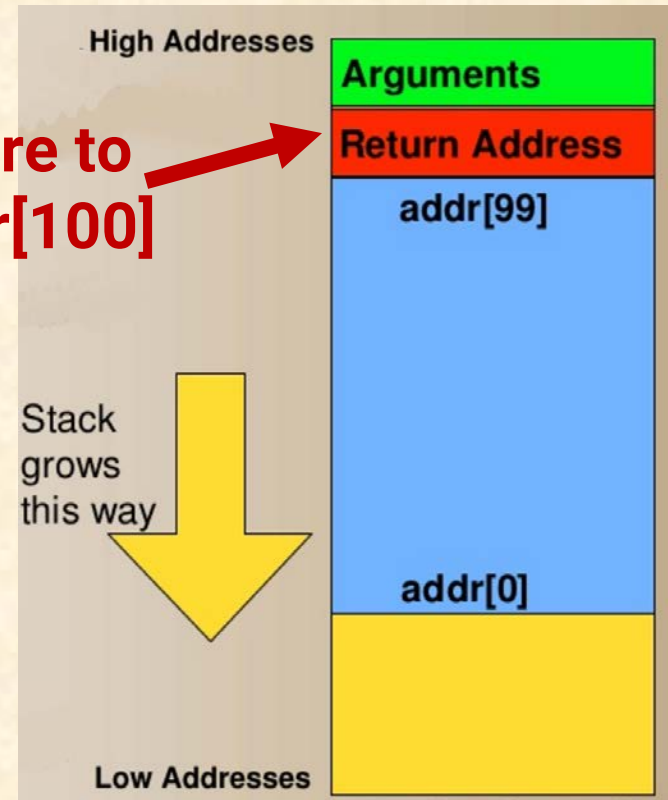 High Addresses
Arguments
re to
Return Address
r[100]
addr[99]
Stack
grows
this way
addr[0]
Low Addresses